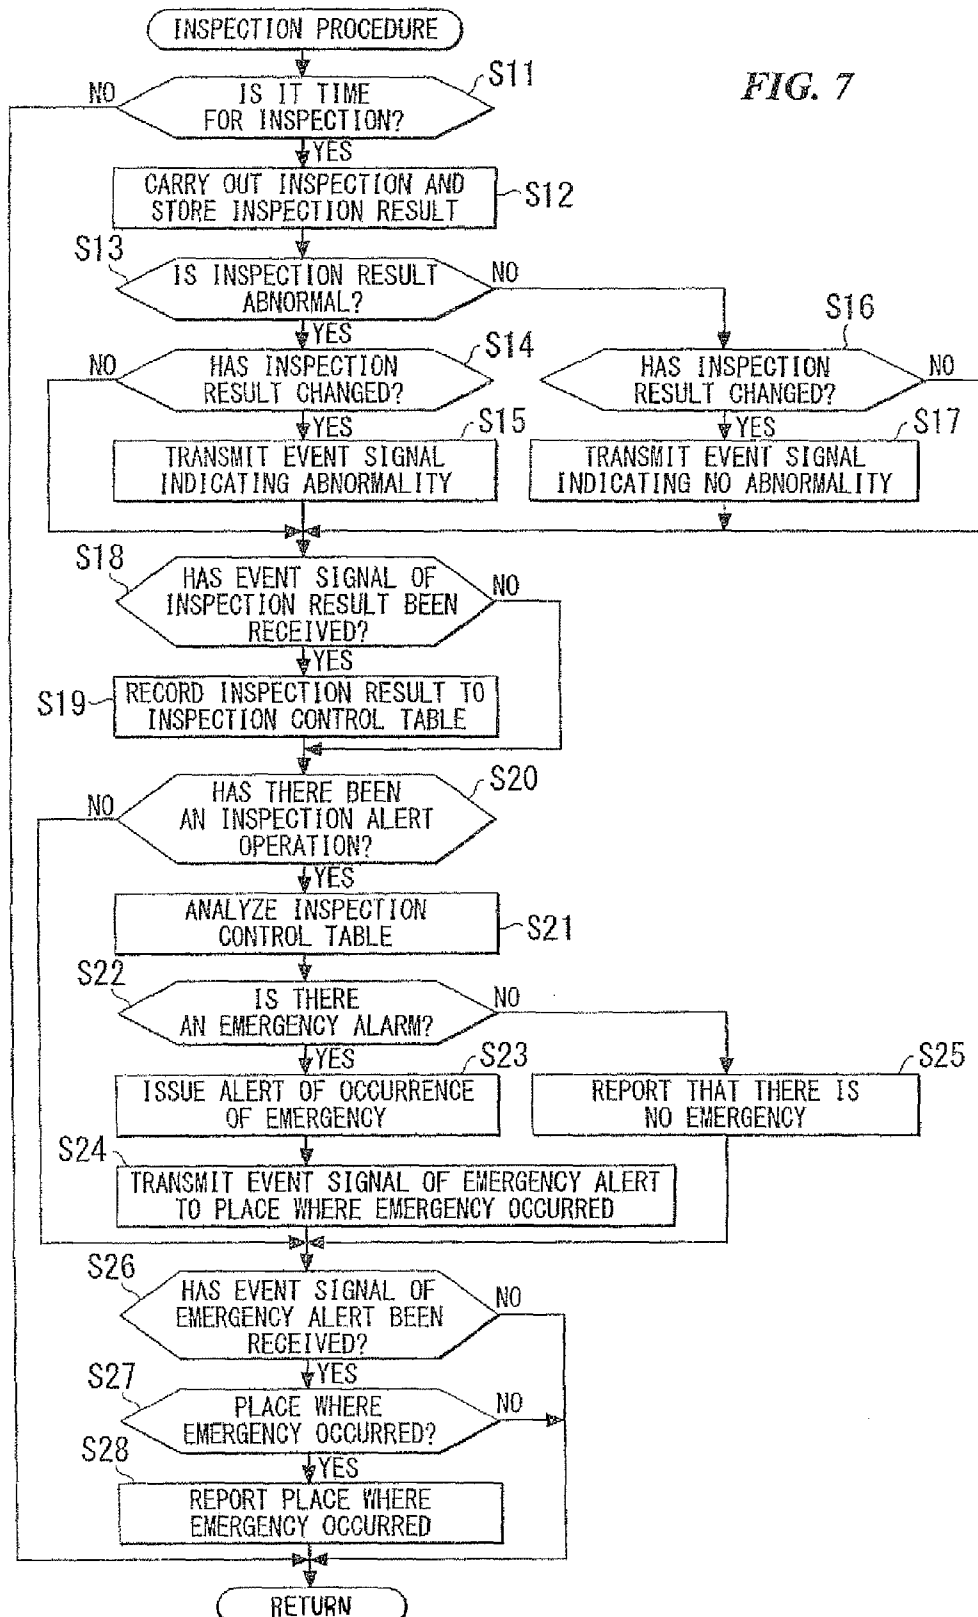 INSPECTION PROCEDURE
FIG. 7
S11
NO
IS IT TIME
FOR INSPECTION?
YES
CARRY OUT INSPECTION AND
STORE INSPECTION RESULT
S12
S13
IS INSPECTION RESULT
ABNORMAL?
NO
YES
S14
NO
HAS INSPECTION
RESULT CHANGED?
YES
S16
HAS INSPECTION
RESULT CHANGED?
NO
YES
S15
TRANSMIT EVENT SIGNAL
INDICATING ABNORMALITY
S17
TRANSMIT EVENT SIGNAL
INDICATING NO ABNORMALITY
S18
HAS EVENT SIGNAL OF
INSPECTION RESULT BEEN
RECEIVED?
NO
YES
S19
RECORD INSPECTION RESULT TO
INSPECTION CONTROL TABLE
S20
NO
HAS THERE BEEN
AN INSPECTION ALERT
OPERATION?
YES
ANALYZE INSPECTION
CONTROL TABLE
S21
S22
IS THERE
AN EMERGENCY ALARM?
NO
YES
S23
ISSUE ALERT OF OCCURRENCE
OF EMERGENCY
S25
REPORT THAT THERE IS
NO EMERGENCY
S24
TRANSMIT EVENT SIGNAL OF EMERGENCY ALERT
TO PLACE WHERE EMERGENCY OCCURRED
S26
HAS EVENT SIGNAL OF
EMERGENCY ALERT BEEN
RECEIVED?
NO
YES
S27
PLACE WHERE
EMERGENCY OCCURRED?
NO
YES
S28
REPORT PLACE WHERE
EMERGENCY OCCURRED
RETURN